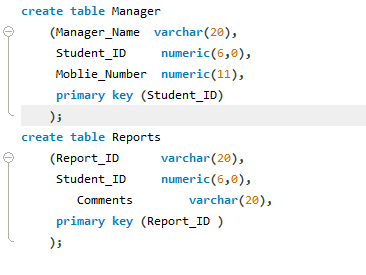 create table Manager
(Manager_Name varchar(20),
Student_ID numeric(6,0),
Moblie_Number numeric(11),
primary key (Student_ID)
);
create table Reports
(Report_ID varchar(20),
Student_ID numeric(6,0),
Comments varchar(20),
primary key (Report_ID )
);